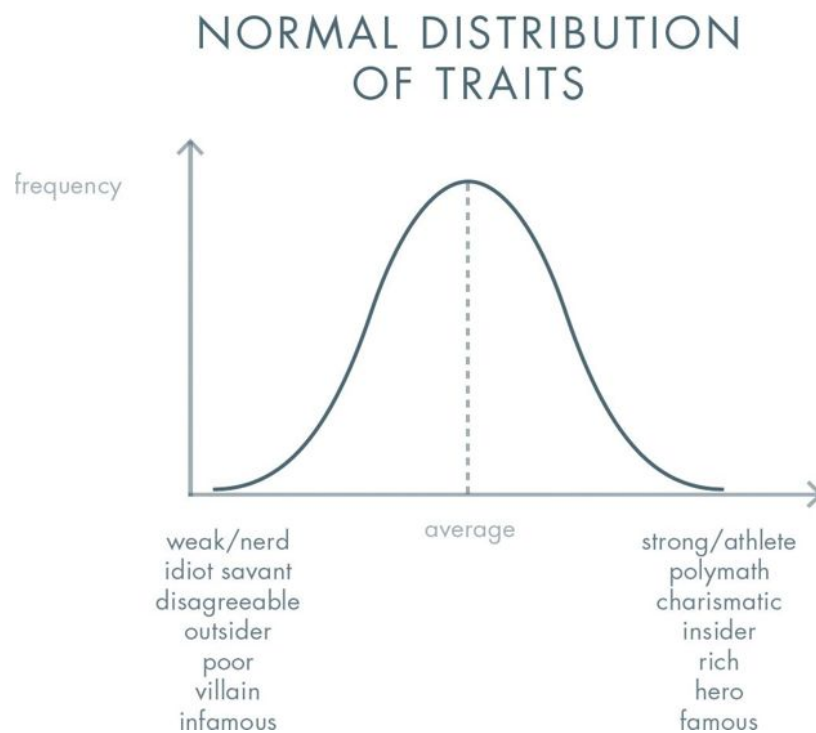 NORMAL DISTRIBUTION
OF TRAITS
frequency
average
weak/nerd
idiot savant
disagreeable
outsider
poor
villain
infamous
strong/athlete
polymath
charismatic
insider
rich
hero
famous